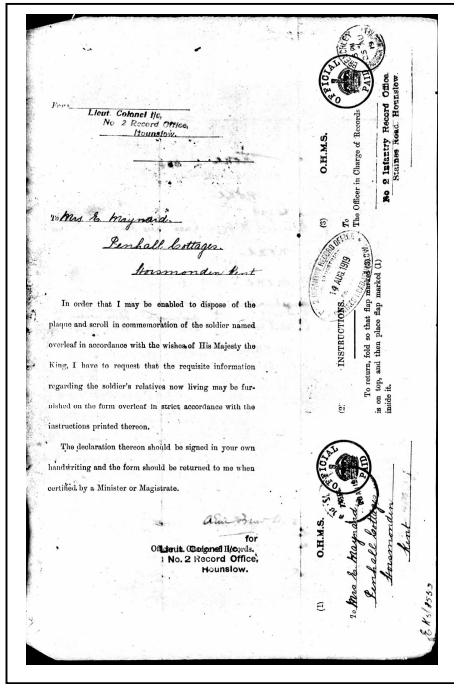 From
Lieut. Colonel I/c,
No 2 Record Office,
Hounslow.
To Mrs E Maynard.
Penhall Cottages.
Horsmonden Kent
In order that I may be enabled to dispose of the
plaque and scroll in commemoration of the soldier named
overleaf in accordance with the wishes of His Majesty the
King, I have to request that the requisite information
regarding the soldier's relatives now living may be fur-
nished on the form overleaf in strict accordance with the
instructions printed thereon.
The declaration thereon should be signed in your own
handwriting and the form should be returned to me when
certified by a Minister or Magistrate.
for
Lieut. Colonel I/c,
No. 2 Record Office,
Hounslow.
(3) O.H.M.S.
OFFICIAL PAID
To
The Officer in Charge of Records
No 2 Infantry Record Office.
Staines Road. Hounslow.
(2) INSTRUCTIONS.
14 AUG 1919
To return, fold so that flap marked (3)
is on top, and then place flap marked (1)
inside it.
(1) O.H.M.S.
OFFICIAL PAID
To Mrs E Maynard
Penhall Cottages
Horsmonden
Kent